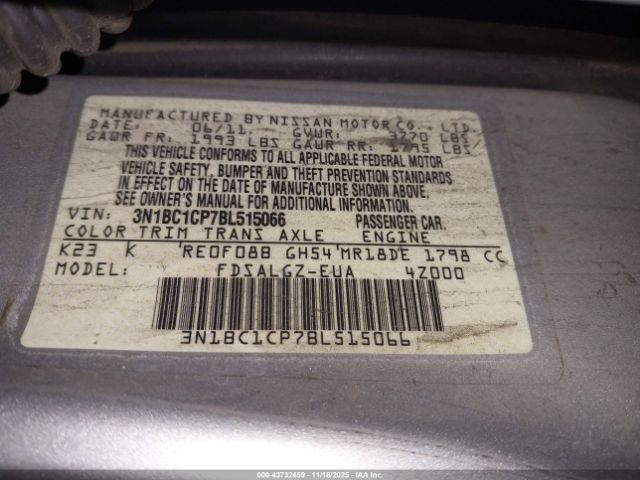 MANUFACTURED BY NISSAN MOTOR CO., LTD.
DATE: 06/11 GVWR: 3770 LBS
GAWR FR: 1993 LBS GAWR RR: 1795 LBS
THIS VEHICLE CONFORMS TO ALL APPLICABLE FEDERAL MOTOR
VEHICLE SAFETY, BUMPER AND THEFT PREVENTION STANDARDS
IN EFFECT ON THE DATE OF MANUFACTURE SHOWN ABOVE.
SEE OWNER'S MANUAL FOR ADDITIONAL INFORMATION.
VIN: 3N1BC1CP7BL515066 PASSENGER CAR.
COLOR TRIM TRANS AXLE ENGINE
K23 K RE0F08B GH54 MR18DE 1798 CC
MODEL: FDSALGZ-EUA 4Z000
3N1BC1CP7BL515066
000-43732459 | 11/18/2025 - COPART, IAA